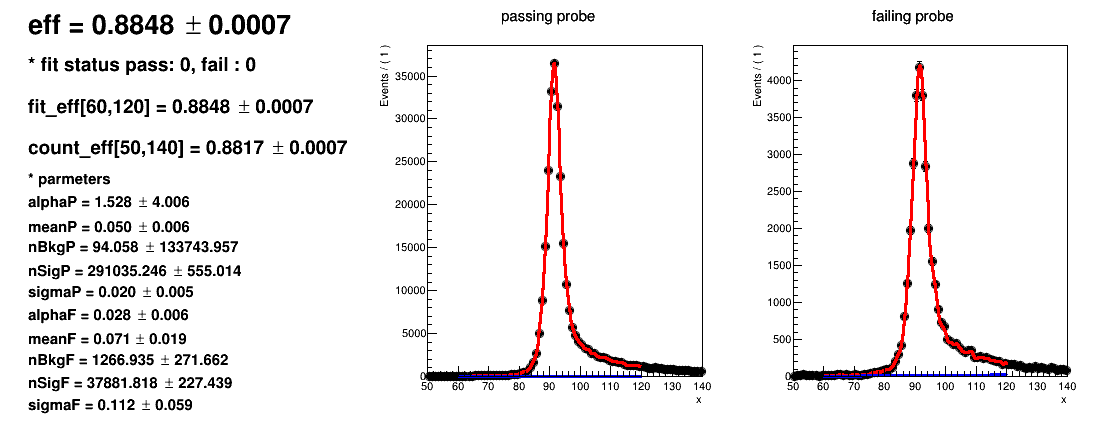 eff = 0.8848 ± 0.0007
* fit status pass: 0, fail : 0
fit_eff[60,120] = 0.8848 ± 0.0007
count_eff[50,140] = 0.8817 ± 0.0007
* parmeters
alphaP = 1.528 ± 4.006
meanP = 0.050 ± 0.006
nBkgP = 94.058 ± 133743.957
nSigP = 291035.246 ± 555.014
sigmaP = 0.020 ± 0.005
alphaF = 0.028 ± 0.006
meanF = 0.071 ± 0.019
nBkgF = 1266.935 ± 271.662
nSigF = 37881.818 ± 227.439
sigmaF = 0.112 ± 0.059
passing probe
Events / ( 1 )
35000
30000
25000
20000
15000
10000
5000
0
50 60 70 80 90 100 110 120 130 140
x
failing probe
Events / ( 1 )
4000
3500
3000
2500
2000
1500
1000
500
0
50 60 70 80 90 100 110 120 130 140
x